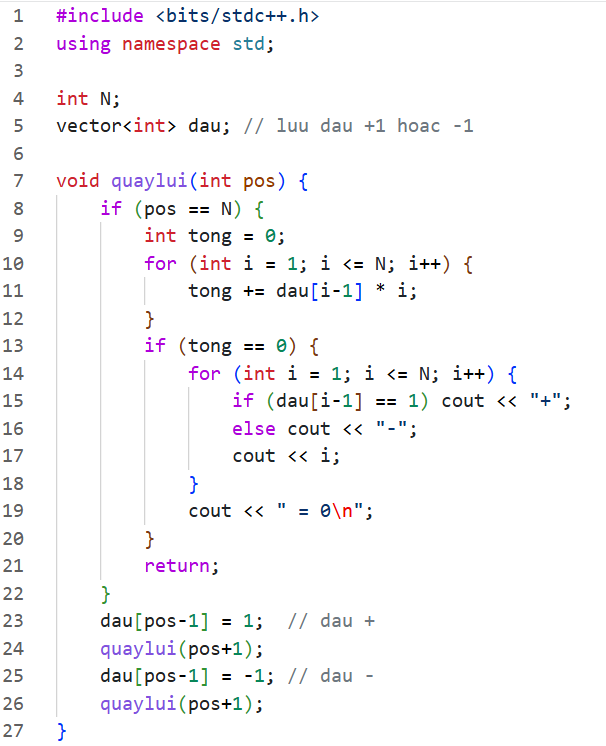 1 #include <bits/stdc++.h>
2 using namespace std;
3
4 int N;
5 vector<int> dau; // luu dau +1 hoac -1
6
7 void quaylui(int pos) {
8     if (pos == N) {
9         int tong = 0;
10         for (int i = 1; i <= N; i++) {
11             tong += dau[i-1] * i;
12         }
13         if (tong == 0) {
14             for (int i = 1; i <= N; i++) {
15                 if (dau[i-1] == 1) cout << "+";
16                 else cout << "-";
17                 cout << i;
18             }
19             cout << " = 0\n";
20         }
21         return;
22     }
23     dau[pos-1] = 1;  // dau +
24     quaylui(pos+1);
25     dau[pos-1] = -1; // dau -
26     quaylui(pos+1);
27 }